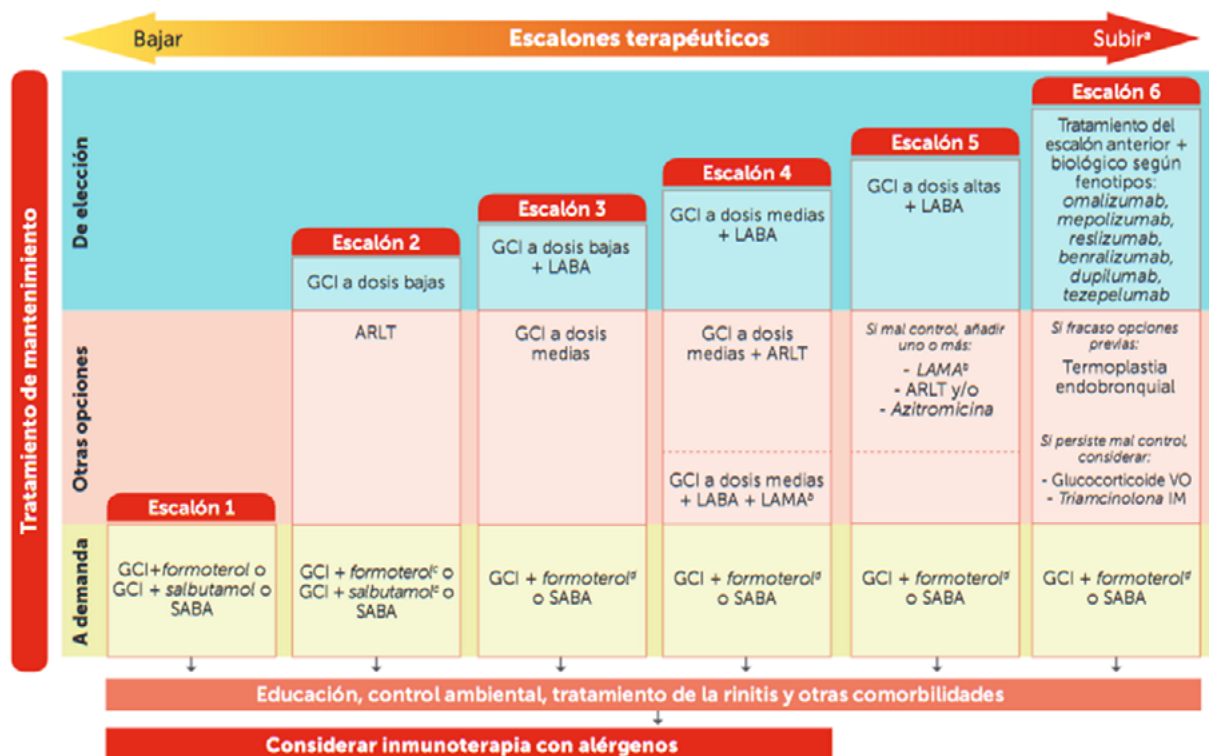 Bajar
Escalones terapéuticos
Subirª
Tratamiento de mantenimiento
De elección
Otras opciones
A demanda
Escalón 1
GCI+formoterol o
GCI + salbutamol o
SABA
Escalón 2
GCI a dosis bajas
ARLT
GCI + formoterolᶜ o
GCI + salbutamolᶜ o
SABA
Escalón 3
GCI a dosis bajas
+ LABA
GCI a dosis
medias
GCI + formoterolᵈ
o SABA
Escalón 4
GCI a dosis medias
+ LABA
GCI a dosis
medias + ARLT
GCI a dosis medias
+ LABA + LAMAᵇ
GCI + formoterolᵈ
o SABA
Escalón 5
GCI a dosis altas
+ LABA
Si mal control, añadir
uno o más:
- LAMAᵇ
- ARLT y/o
- Azitromicina
GCI + formoterolᵈ
o SABA
Escalón 6
Tratamiento del
escalón anterior +
biológico según
fenotipos:
omalizumab,
mepolizumab,
reslizumab,
benralizumab,
dupilumab,
tezepelumab
Si fracaso opciones
previas:
Termoplastia
endobronquial
Si persiste mal control,
considerar:
- Glucocorticoide VO
- Triamcinolona IM
GCI + formoterolᵈ
o SABA
Educación, control ambiental, tratamiento de la rinitis y otras comorbilidades
Considerar inmunoterapia con alérgenos